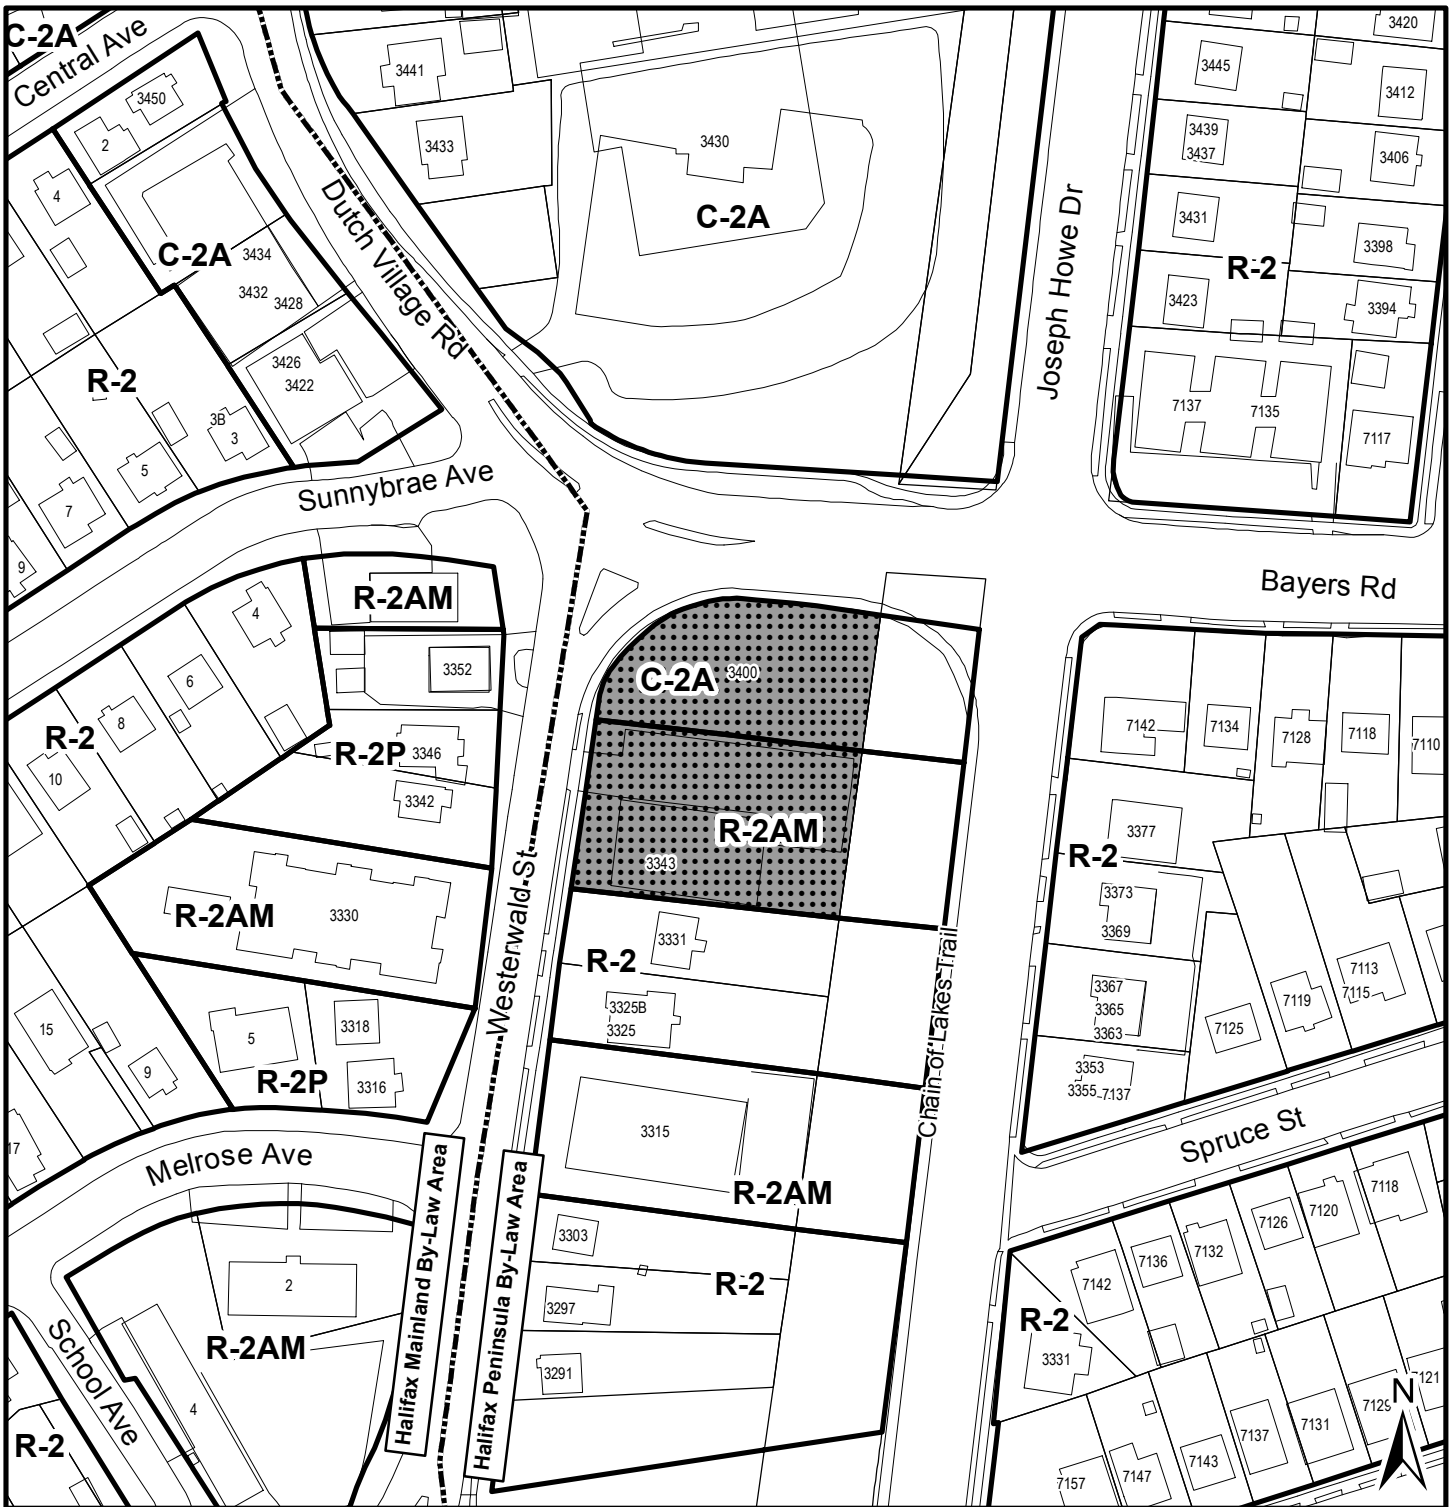 C-2A
Central Ave
3450
2
4
C-2A
3434
3432
3428
3426
3422
R-2
3B
3
5
7
9
Sunnybrae Ave
Dutch Village Rd
3441
3433
3430
C-2A
Joseph Howe Dr
3420
3445
3412
3439
3437
3406
3431
3398
R-2
3423
3394
7137
7135
7117
Bayers Rd
R-2AM
4
3352
6
8
R-2
10
R-2P
3346
3342
C-2A
3400
R-2AM
3343
Westerwald St
R-2AM
3330
15
5
3318
9
R-2P
3316
17
Melrose Ave
3331
R-2
3325B
3325
3315
R-2AM
Chain of Lakes Trail
7142
7134
7128
7118
7110
3377
R-2
3373
3369
3367
3365
3363
3353
3355
7137
7125
7119
7113
7115
Spruce St
Halifax Mainland By-Law Area
Halifax Peninsula By-Law Area
3303
3297
R-2
3291
2
R-2AM
4
School Ave
R-2
7118
7120
7126
7132
7136
7142
R-2
3331
7121
7129
7131
7137
7143
7147
7157
N